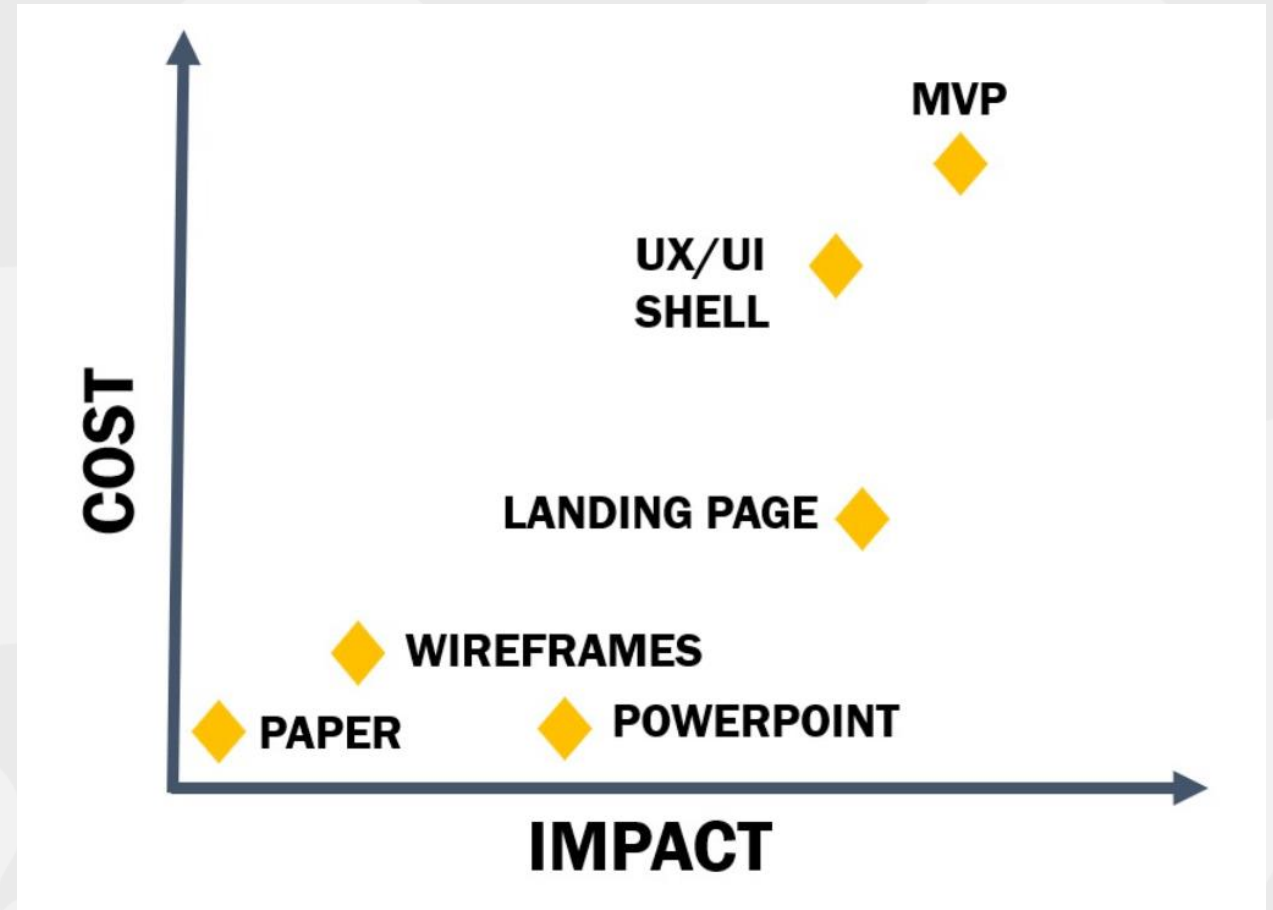 MVP
UX/UI
SHELL
COST
LANDING PAGE
WIREFRAMES
POWERPOINT
PAPER
IMPACT